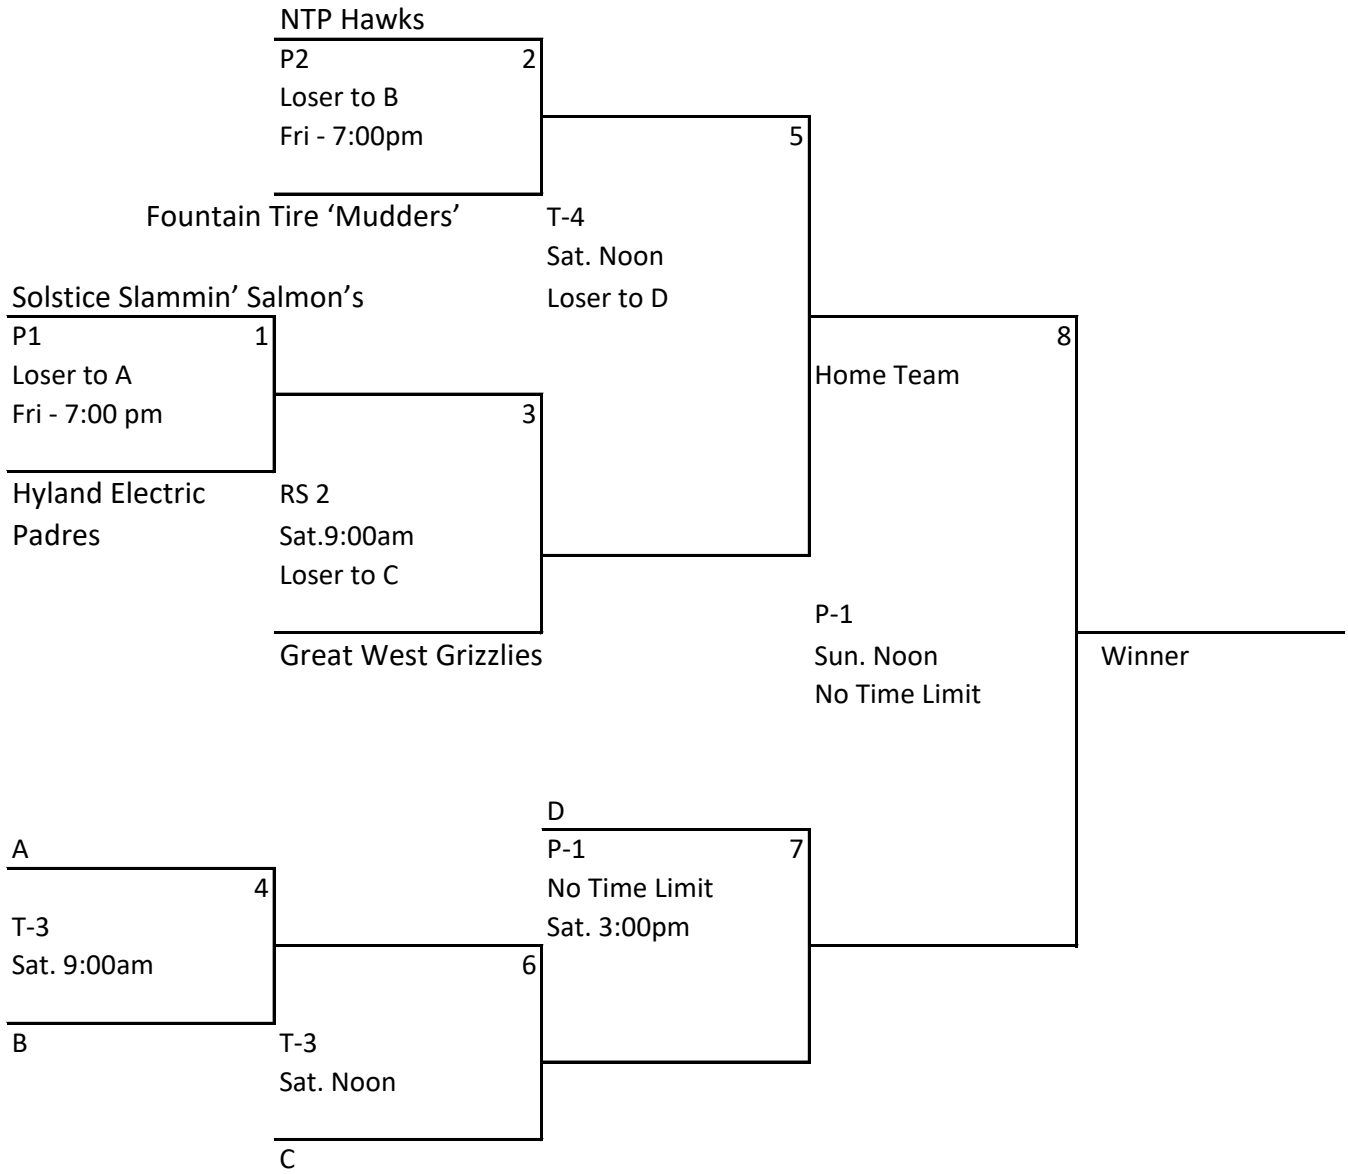 NTP Hawks
P2 2
Loser to B
Fri - 7:00pm
5
Fountain Tire ‘Mudders’
T-4
Sat. Noon
Loser to D
Solstice Slammin’ Salmon’s
P1 1
Loser to A
Fri - 7:00 pm
8
Home Team
3
Hyland Electric
Padres
RS 2
Sat.9:00am
Loser to C
Great West Grizzlies
P-1
Sun. Noon
No Time Limit
Winner
D
P-1 7
No Time Limit
Sat. 3:00pm
A
4
T-3
Sat. 9:00am
6
B
T-3
Sat. Noon
C